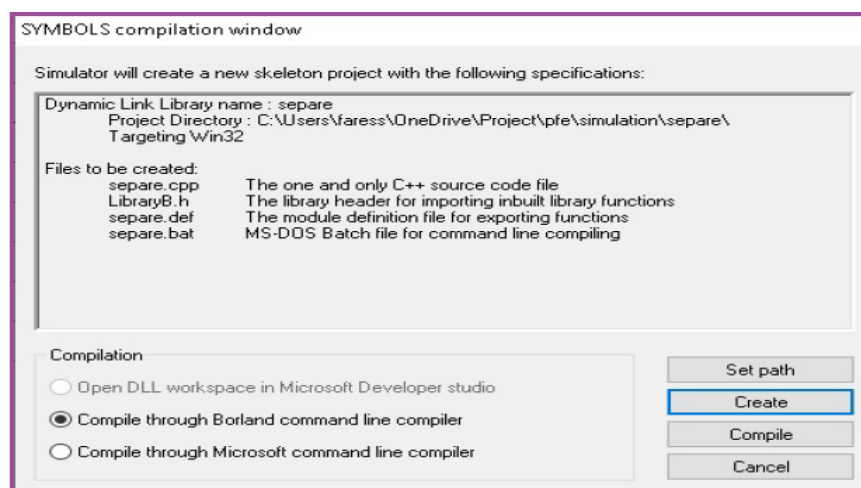 SYMBOLS compilation window
Simulator will create a new skeleton project with the following specifications:
Dynamic Link Library name : separe
Project Directory : C:\Users\faress\OneDrive\Project\pfe\simulation\separe\
Targeting Win32
Files to be created:
separe.cpp The one and only C++ source code file
LibraryB.h The library header for importing inbuilt library functions
separe.def The module definition file for exporting functions
separe.bat MS-DOS Batch file for command line compiling
Compilation
Open DLL workspace in Microsoft Developer studio
Compile through Borland command line compiler
Compile through Microsoft command line compiler
Set path
Create
Compile
Cancel